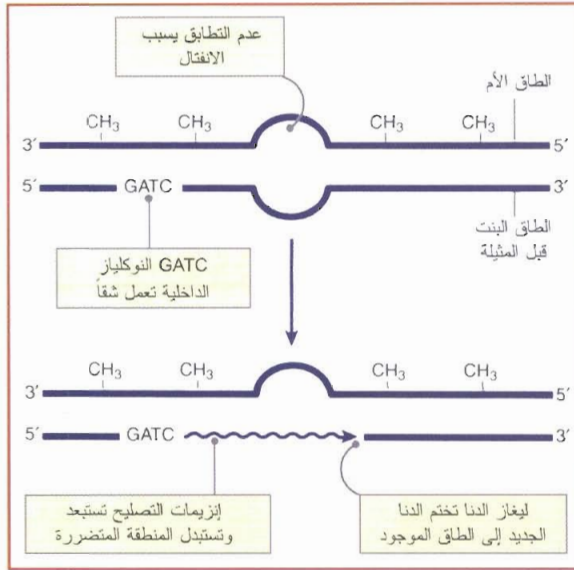 عدم التطابق يسبب
الانفتال
الطاق الأم
CH₃ CH₃ CH₃ CH₃
3′ 5′
5′ GATC 3′
الطاق البنت
قبل المثيلة
GATC النوكلياز
الداخلية تعمل شقاً
CH₃ CH₃ CH₃ CH₃
3′ 5′
5′ GATC 3′
إنزيمات التصليح تستبعد
وتستبدل المنطقة المتضررة
ليغاز الدنا تختم الدنا
الجديد إلى الطاق الموجود